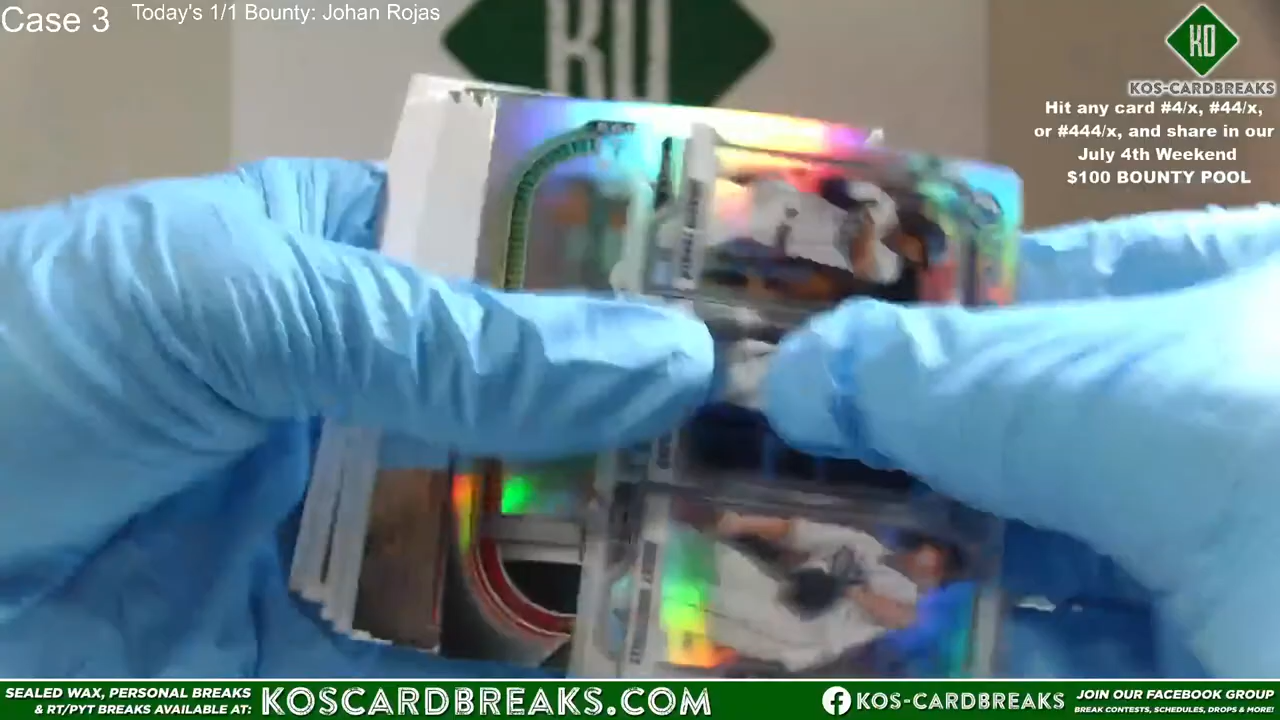 Case 3
Today's 1/1 Bounty: Johan Rojas
KO
KOS-CARDBREAKS
Hit any card #4/x, #44/x,
or #444/x, and share in our
July 4th Weekend
$100 BOUNTY POOL
SEALED WAX, PERSONAL BREAKS
& RT/PYT BREAKS AVAILABLE AT:
KOSCARDBREAKS.COM
KOS-CARDBREAKS
JOIN OUR FACEBOOK GROUP
BREAK CONTESTS, SCHEDULES, DROPS & MORE!